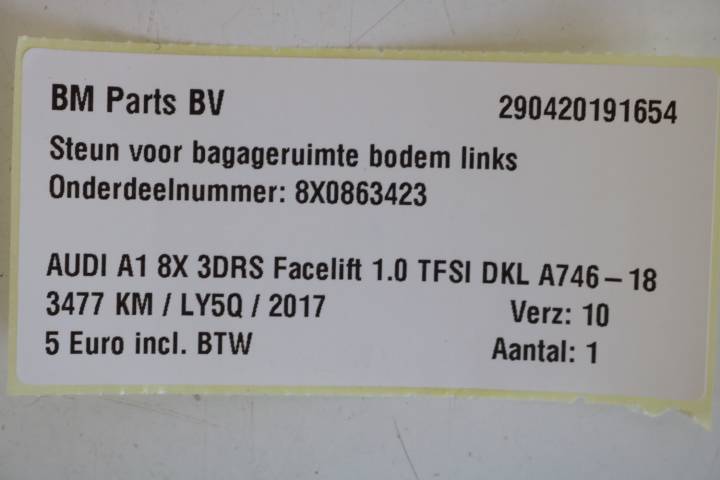 BM Parts BV 290420191654
Steun voor bagageruimte bodem links
Onderdeelnummer: 8X0863423
AUDI A1 8X 3DRS Facelift 1.0 TFSI DKL A746-18
3477 KM / LY5Q / 2017 Verz: 10
5 Euro incl. BTW Aantal: 1